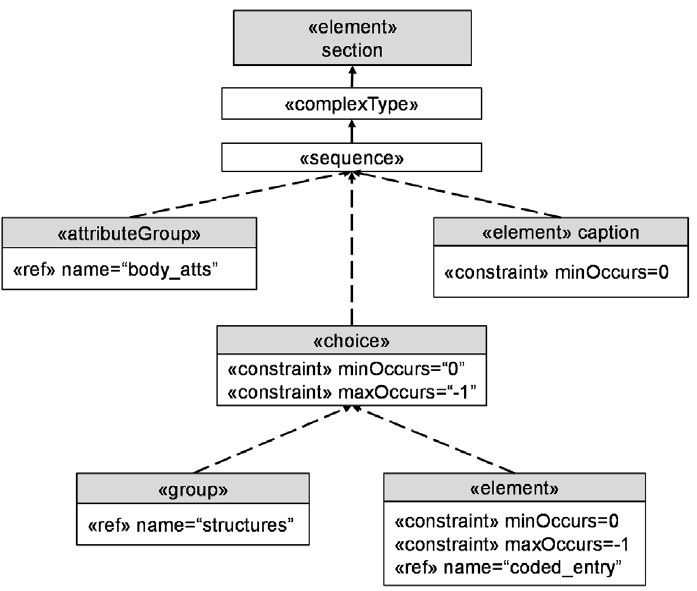 «element»
section
«complexType»
«sequence»
«attributeGroup»
«ref» name=“body_atts”
«element» caption
«constraint» minOccurs=0
«choice»
«constraint» minOccurs=“0”
«constraint» maxOccurs=“-1”
«group»
«ref» name=“structures”
«element»
«constraint» minOccurs=0
«constraint» maxOccurs=-1
«ref» name=“coded_entry”